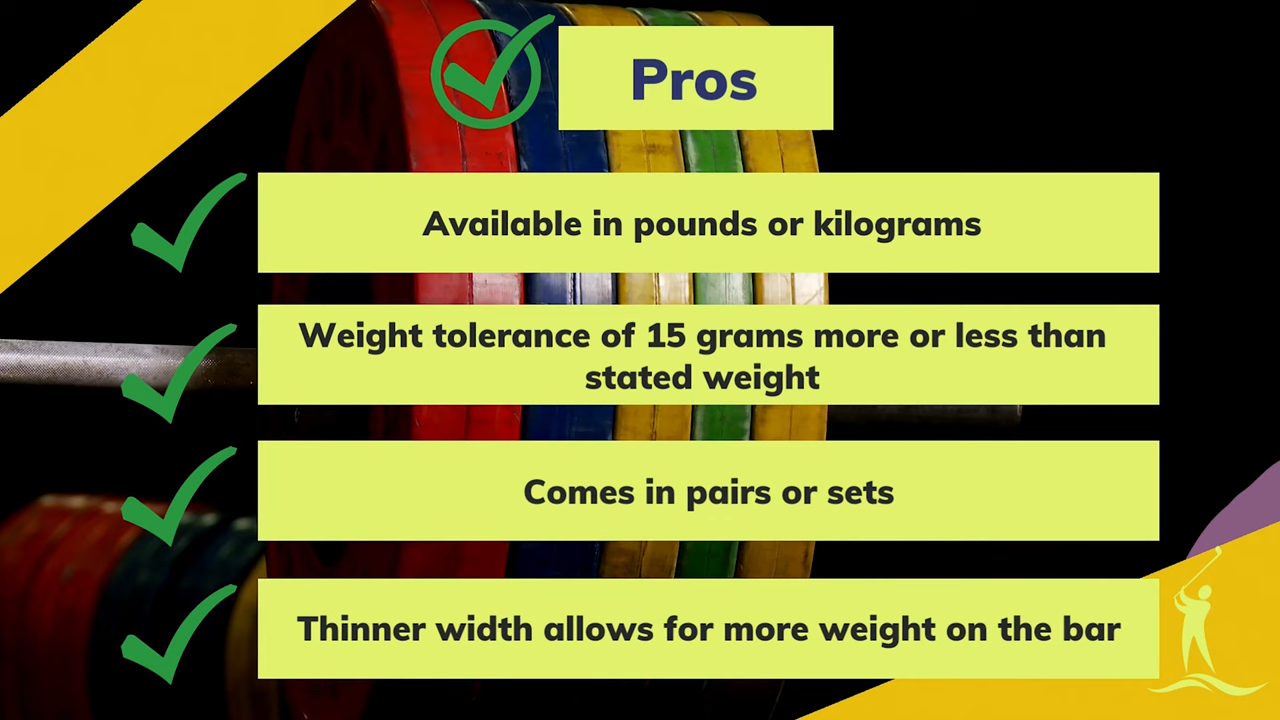 Pros
Available in pounds or kilograms
Weight tolerance of 15 grams more or less than
stated weight
Comes in pairs or sets
Thinner width allows for more weight on the bar